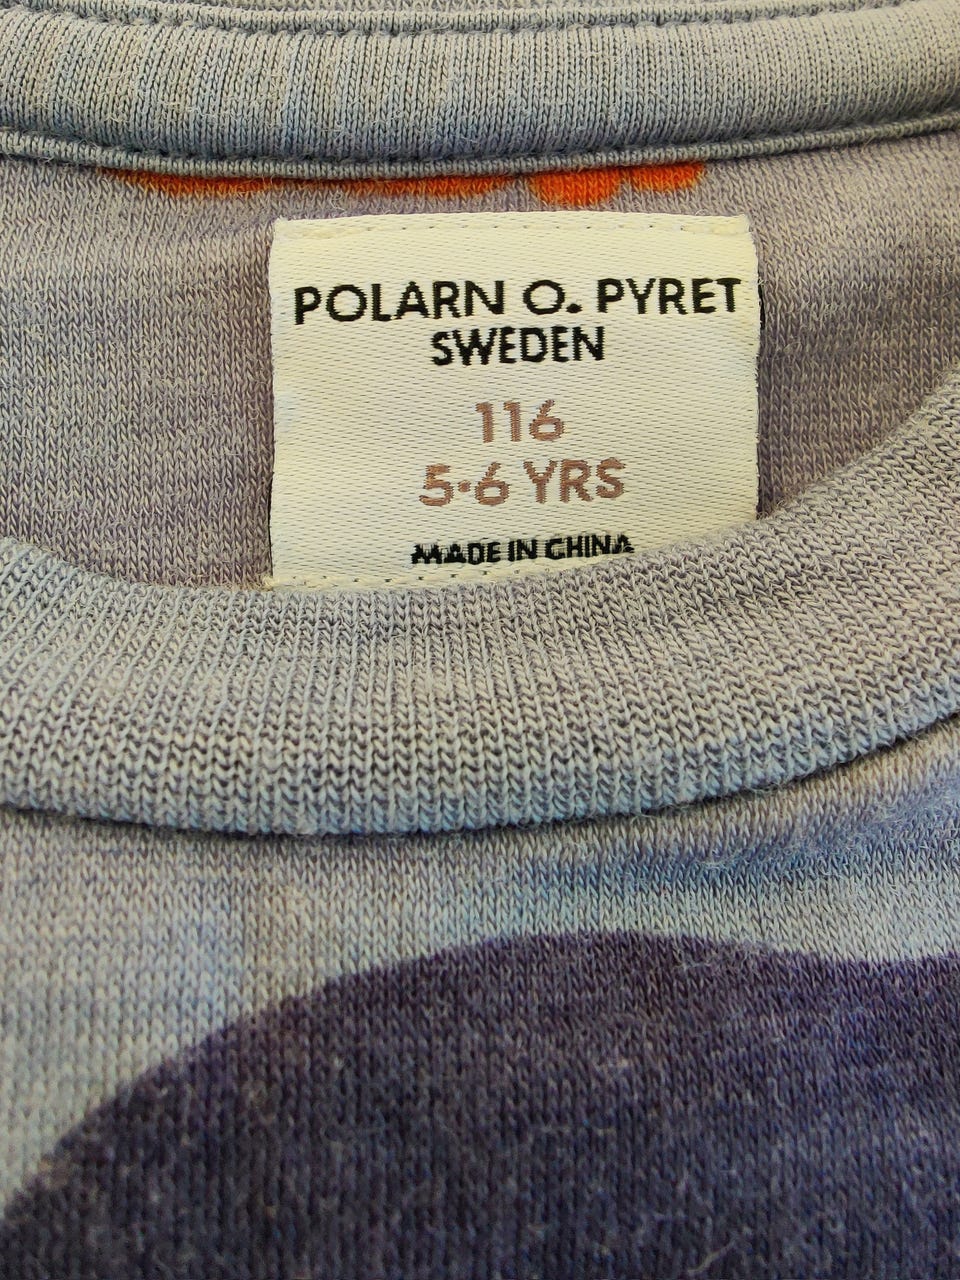 POLARN O. PYRET
SWEDEN
116
5·6 YRS
MADE IN CHINA